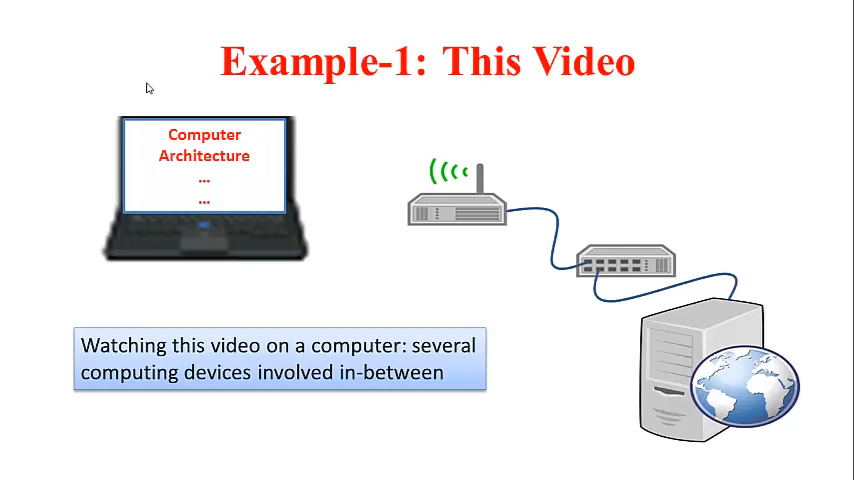 Example-1: This Video
Computer
Architecture
...
...
Watching this video on a computer: several
computing devices involved in-between